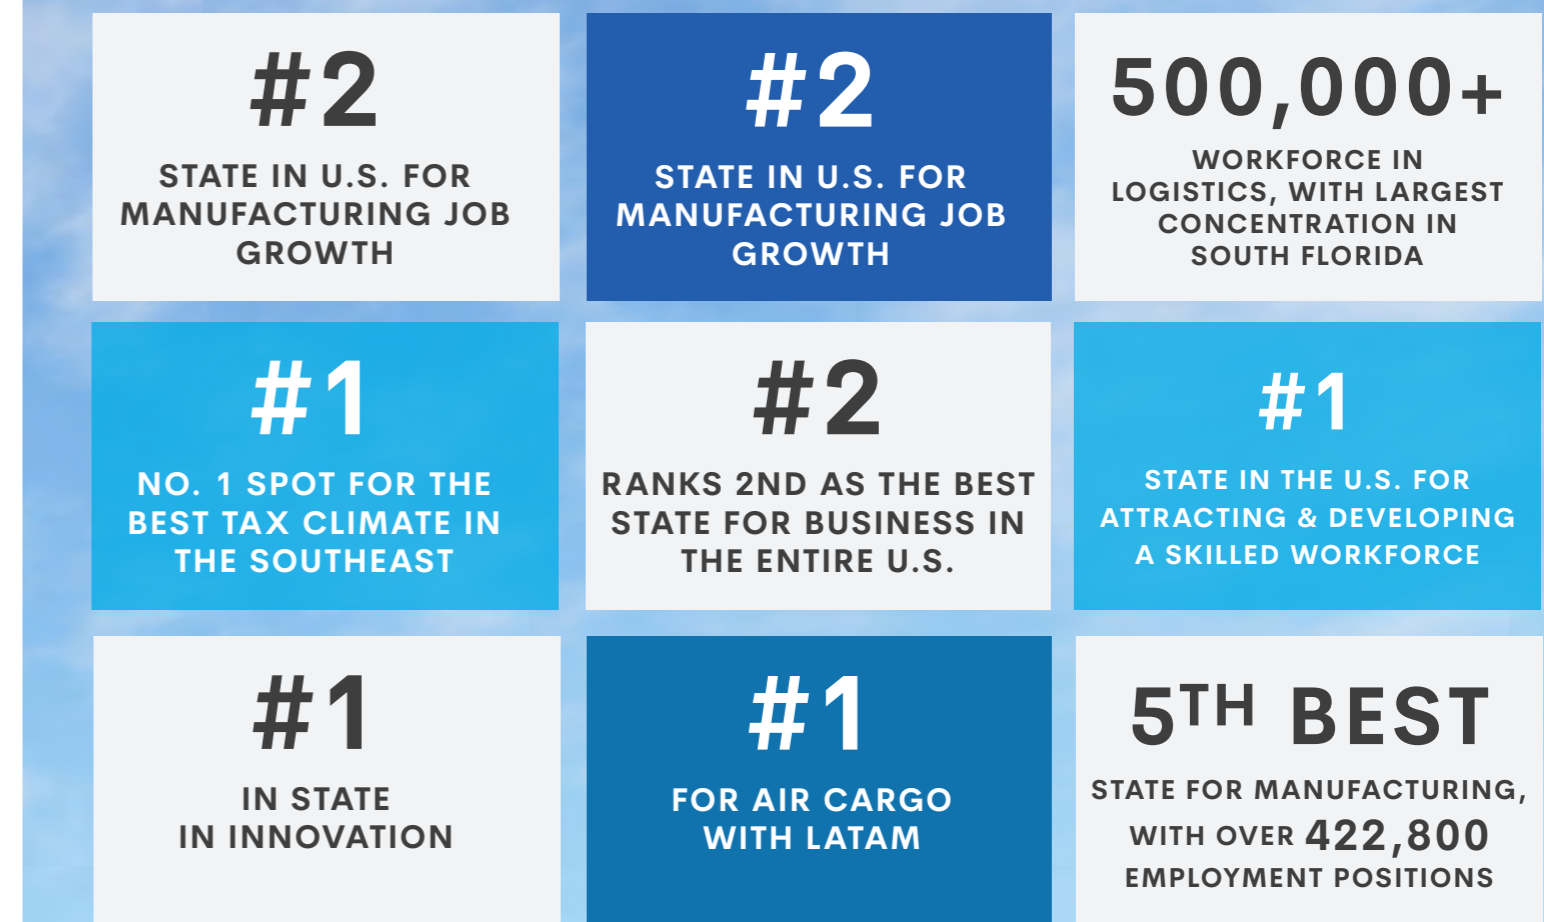 #2
STATE IN U.S. FOR
MANUFACTURING JOB
GROWTH
#2
STATE IN U.S. FOR
MANUFACTURING JOB
GROWTH
500,000+
WORKFORCE IN
LOGISTICS, WITH LARGEST
CONCENTRATION IN
SOUTH FLORIDA
#1
NO. 1 SPOT FOR THE
BEST TAX CLIMATE IN
THE SOUTHEAST
#2
RANKS 2ND AS THE BEST
STATE FOR BUSINESS IN
THE ENTIRE U.S.
#1
STATE IN THE U.S. FOR
ATTRACTING & DEVELOPING
A SKILLED WORKFORCE
#1
IN STATE
IN INNOVATION
#1
FOR AIR CARGO
WITH LATAM
5TH BEST
STATE FOR MANUFACTURING,
WITH OVER 422,800
EMPLOYMENT POSITIONS